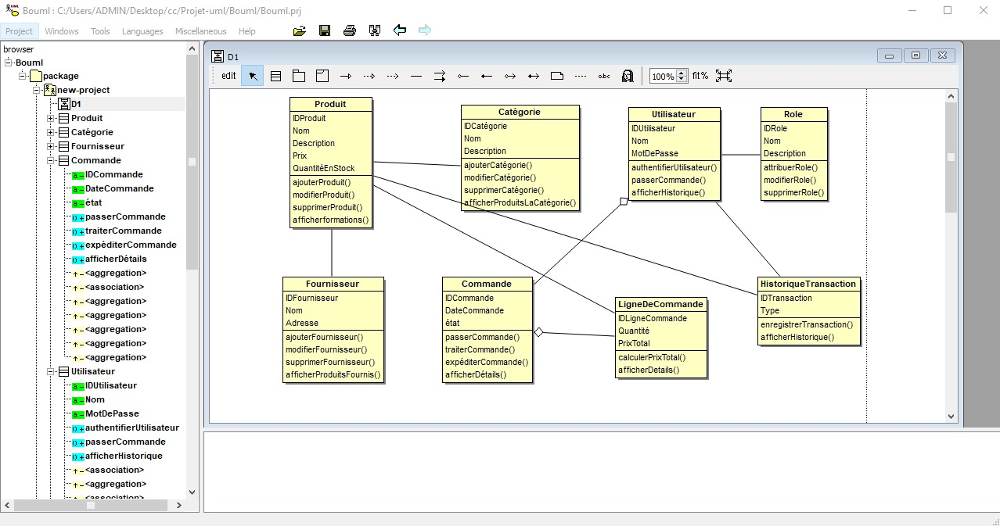 Bouml : C:/Users/ADMIN/Desktop/cc/Projet-uml/Bouml/Bouml.prj
Project Windows Tools Languages Miscellaneous Help
browser
Bouml
package
new-project
D1
Produit
Catégorie
Fournisseur
Commande
IDCommande
DateCommande
état
passerCommande
traiterCommande
expéditerCommande
afficherDétails
<aggregation>
<association>
<aggregation>
<aggregation>
<aggregation>
<aggregation>
<aggregation>
Utilisateur
IDUtilisateur
Nom
MotDePasse
authentifierUtilisateur
passerCommande
afficherHistorique
<association>
<aggregation>
<association>
D1
edit abc 100% fit%
Produit
IDProduit
Nom
Description
Prix
QuantitéEnStock
ajouterProduit()
modifierProduit()
supprimerProduit()
afficherformations()
Catégorie
IDCatégorie
Nom
Description
ajouterCatégorie()
modifierCatégorie()
supprimerCatégorie()
afficherProduitsLaCatégorie()
Utilisateur
IDUtilisateur
Nom
MotDePasse
authentifierUtilisateur()
passerCommande()
afficherHistorique()
Role
IDRole
Nom
Description
attribuerRole()
modifierRole()
supprimerRole()
Fournisseur
IDFournisseur
Nom
Adresse
ajouterFournisseur()
modifierFournisseur()
supprimerFournisseur()
afficherProduitsFournis()
Commande
IDCommande
DateCommande
état
passerCommande()
traiterCommande()
expéditerCommande()
afficherDétails()
LigneDeCommande
IDLigneCommande
Quantité
PrixTotal
calculerPrixTotal()
afficherDetails()
HistoriqueTransaction
IDTransaction
Type
enregistrerTransaction()
afficherHistorique()